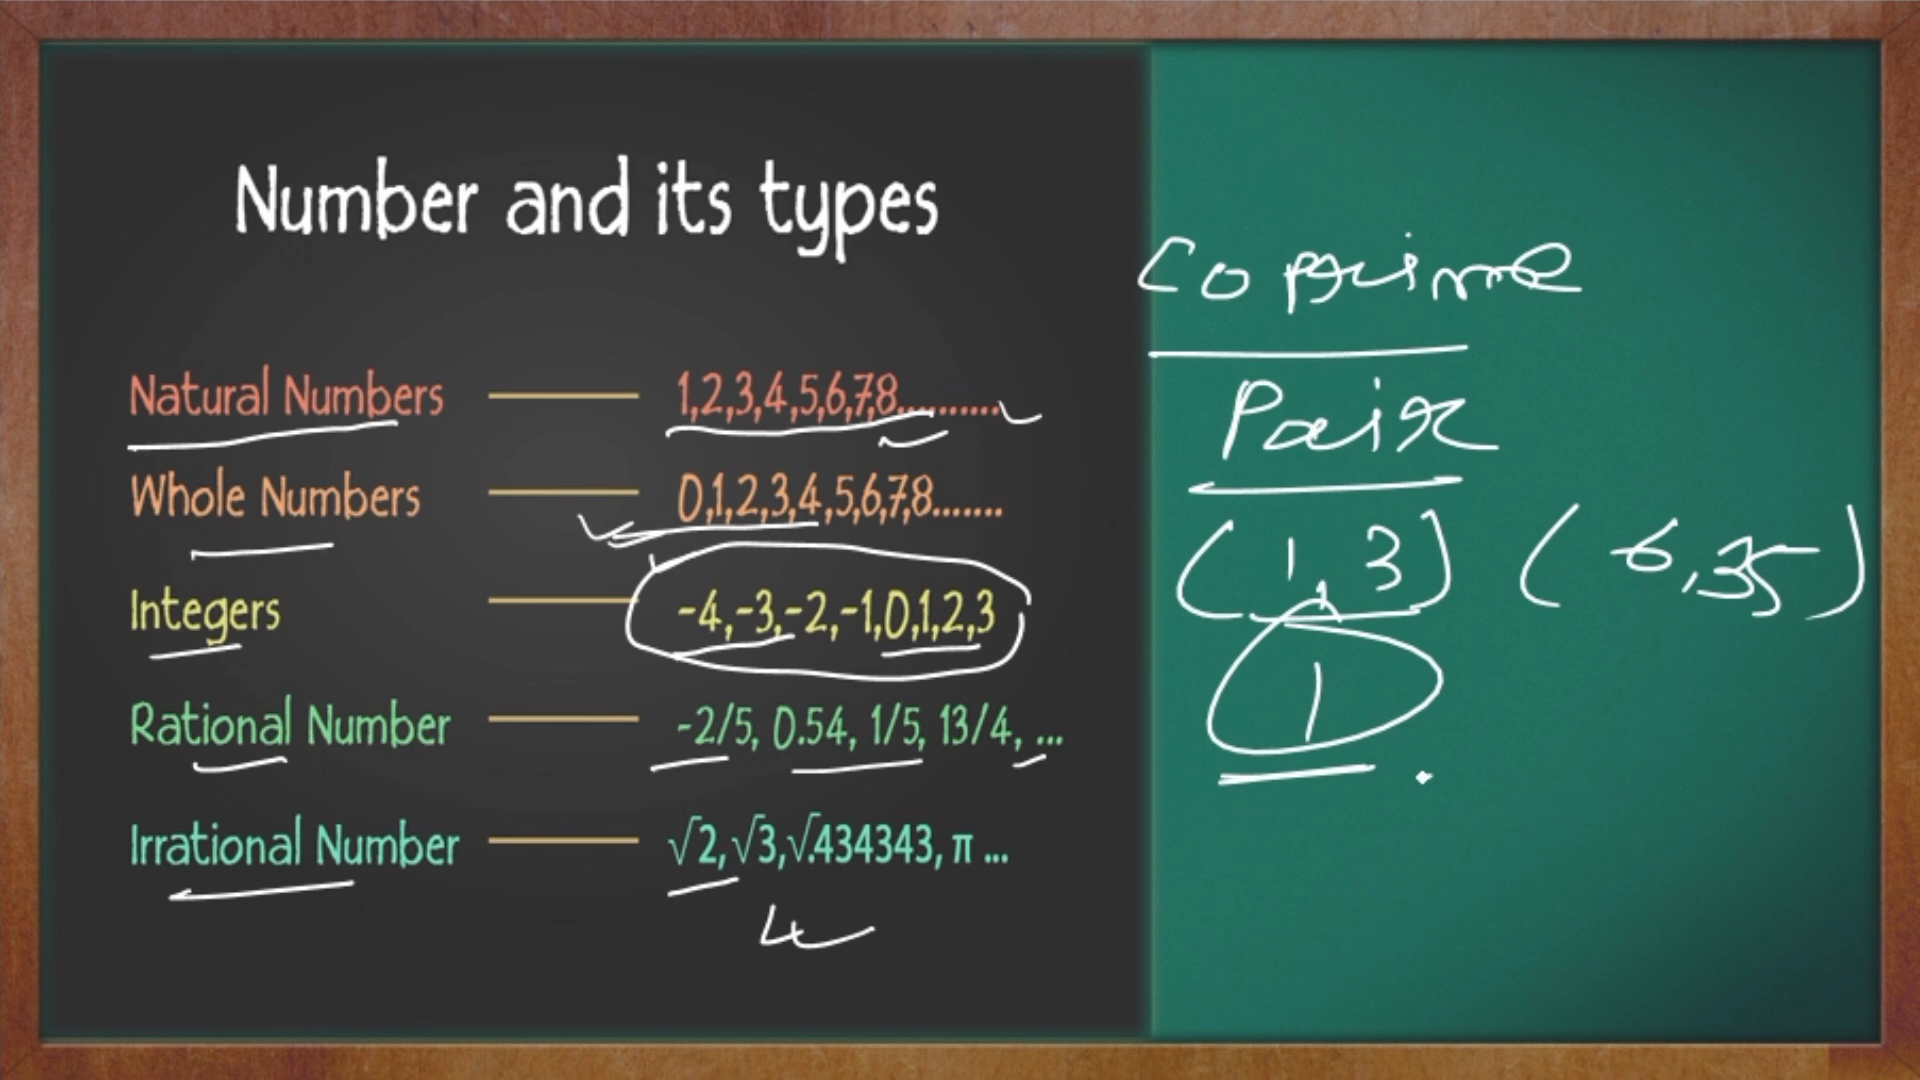 Number and its types
Natural Numbers 1,2,3,4,5,6,7,8..........
Whole Numbers 0,1,2,3,4,5,6,7,8.......
Integers -4,-3,-2,-1,0,1,2,3
Rational Number -2/5, 0.54, 1/5, 13/4, ...
Irrational Number √2,√3,√.434343, π ...
Coprime
Pair
(1,3) (6,35)
1